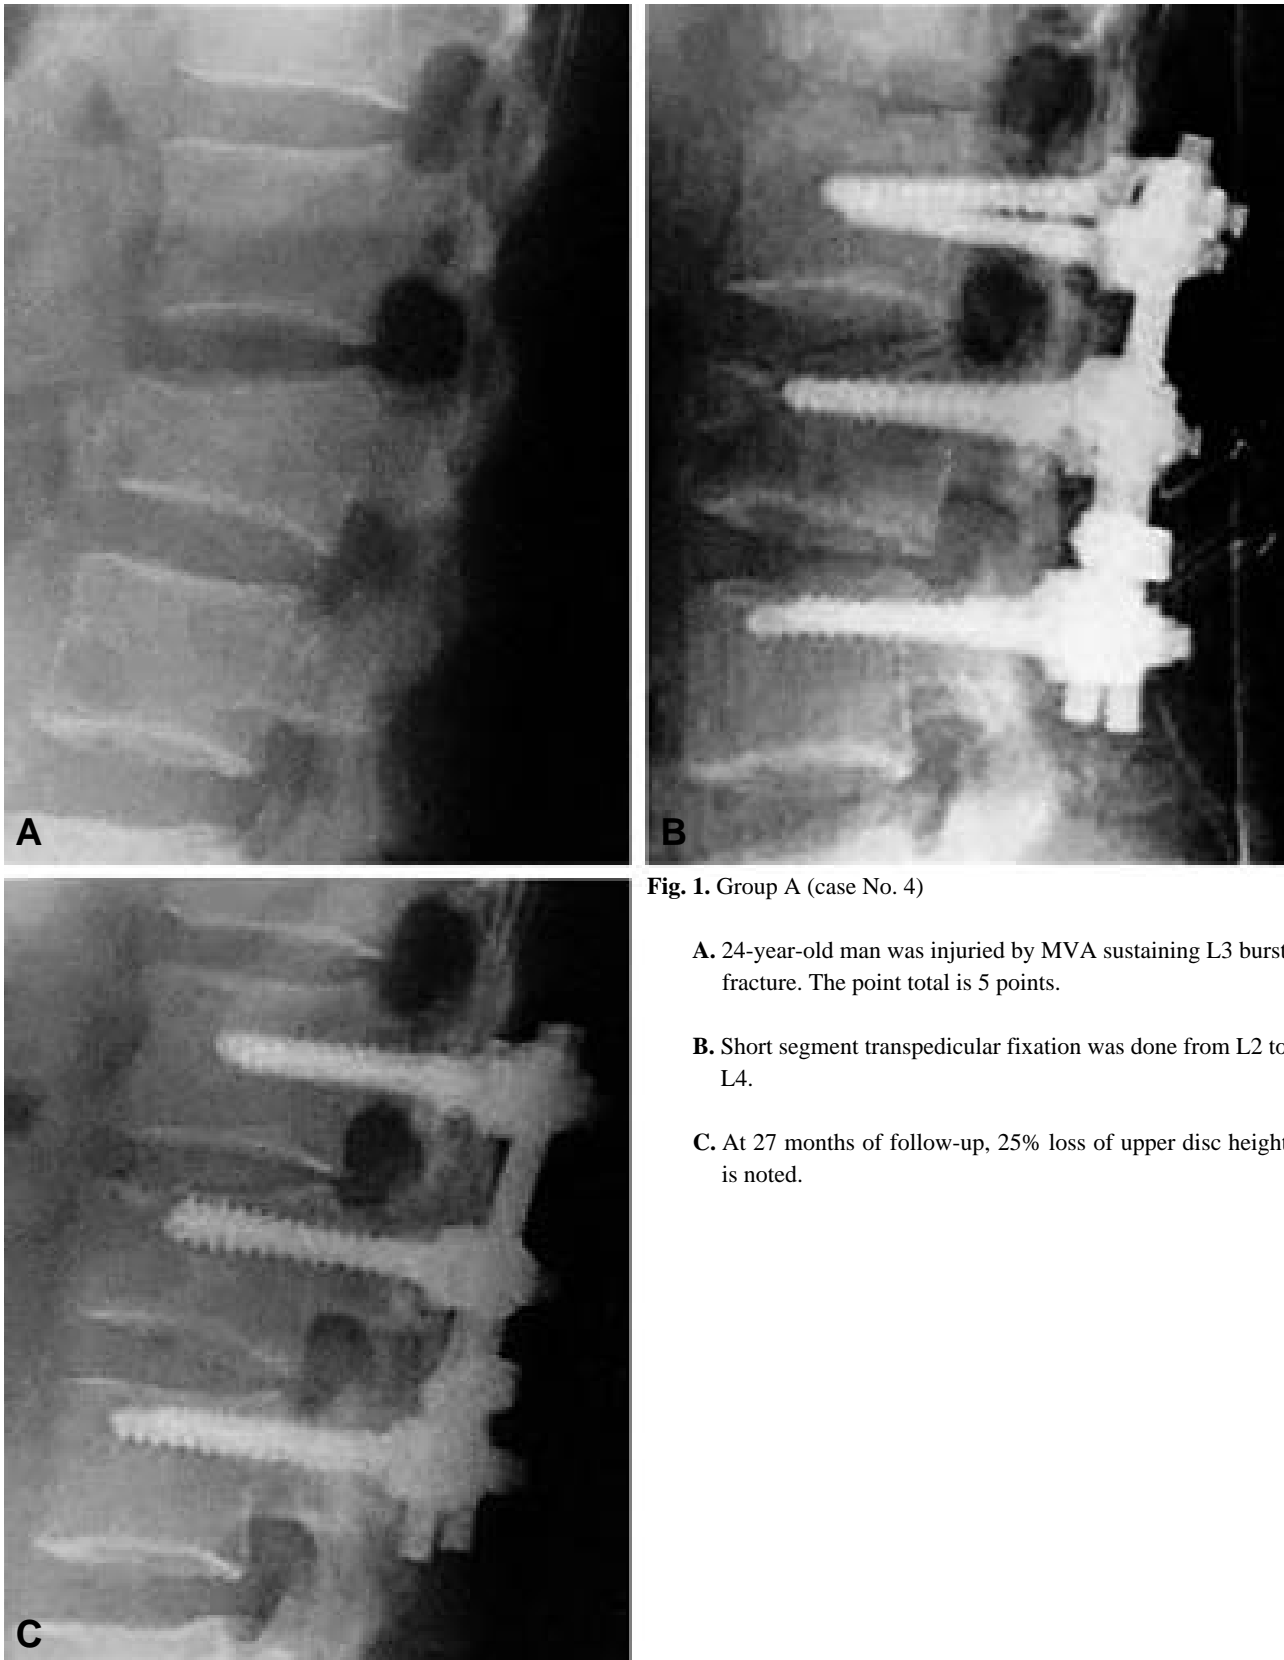 A
B
Fig. 1. Group A (case No. 4)
A. 24-year-old man was injuried by MVA sustaining L3 burst
fracture. The point total is 5 points.
B. Short segment transpedicular fixation was done from L2 to
L4.
C. At 27 months of follow-up, 25% loss of upper disc height
is noted.
C